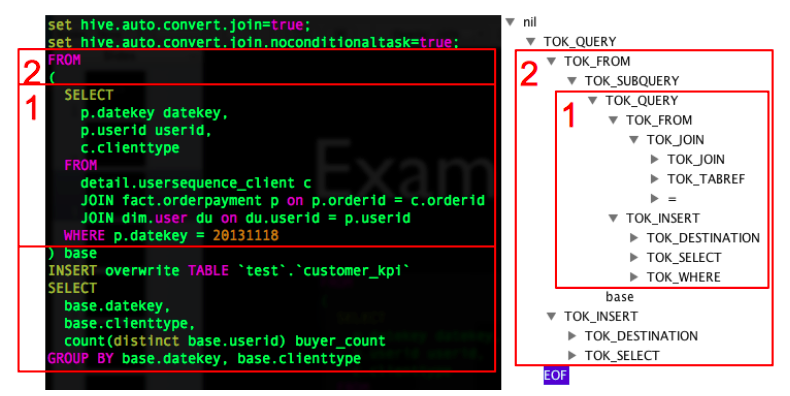 set hive.auto.convert.join=true;
set hive.auto.convert.join.noconditionaltask=true;
2
FROM
(
1
SELECT
p.datekey datekey,
p.userid userid,
c.clienttype
FROM
detail.usersequence_client c
JOIN fact.orderpayment p on p.orderid = c.orderid
JOIN dim.user du on du.userid = p.userid
WHERE p.datekey = 20131118
) base
INSERT overwrite TABLE `test`.`customer_kpi`
SELECT
base.datekey,
base.clienttype,
count(distinct base.userid) buyer_count
GROUP BY base.datekey, base.clienttype
Exam
nil
TOK_QUERY
2
TOK_FROM
TOK_SUBQUERY
1
TOK_QUERY
TOK_FROM
TOK_JOIN
TOK_JOIN
TOK_TABREF
=
TOK_INSERT
TOK_DESTINATION
TOK_SELECT
TOK_WHERE
base
TOK_INSERT
TOK_DESTINATION
TOK_SELECT
EOF